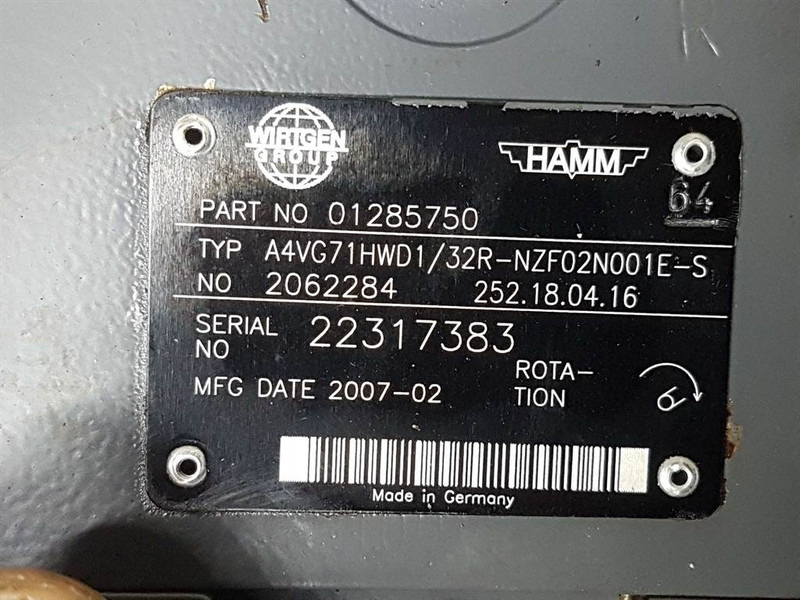 WIRTGEN
GROUP
HAMM
64
PART NO 01285750
TYP A4VG71HWD1/32R-NZF02N001E-S
NO 2062284 252.18.04.16
SERIAL NO 22317383
MFG DATE 2007-02
ROTA-
TION
Made in Germany